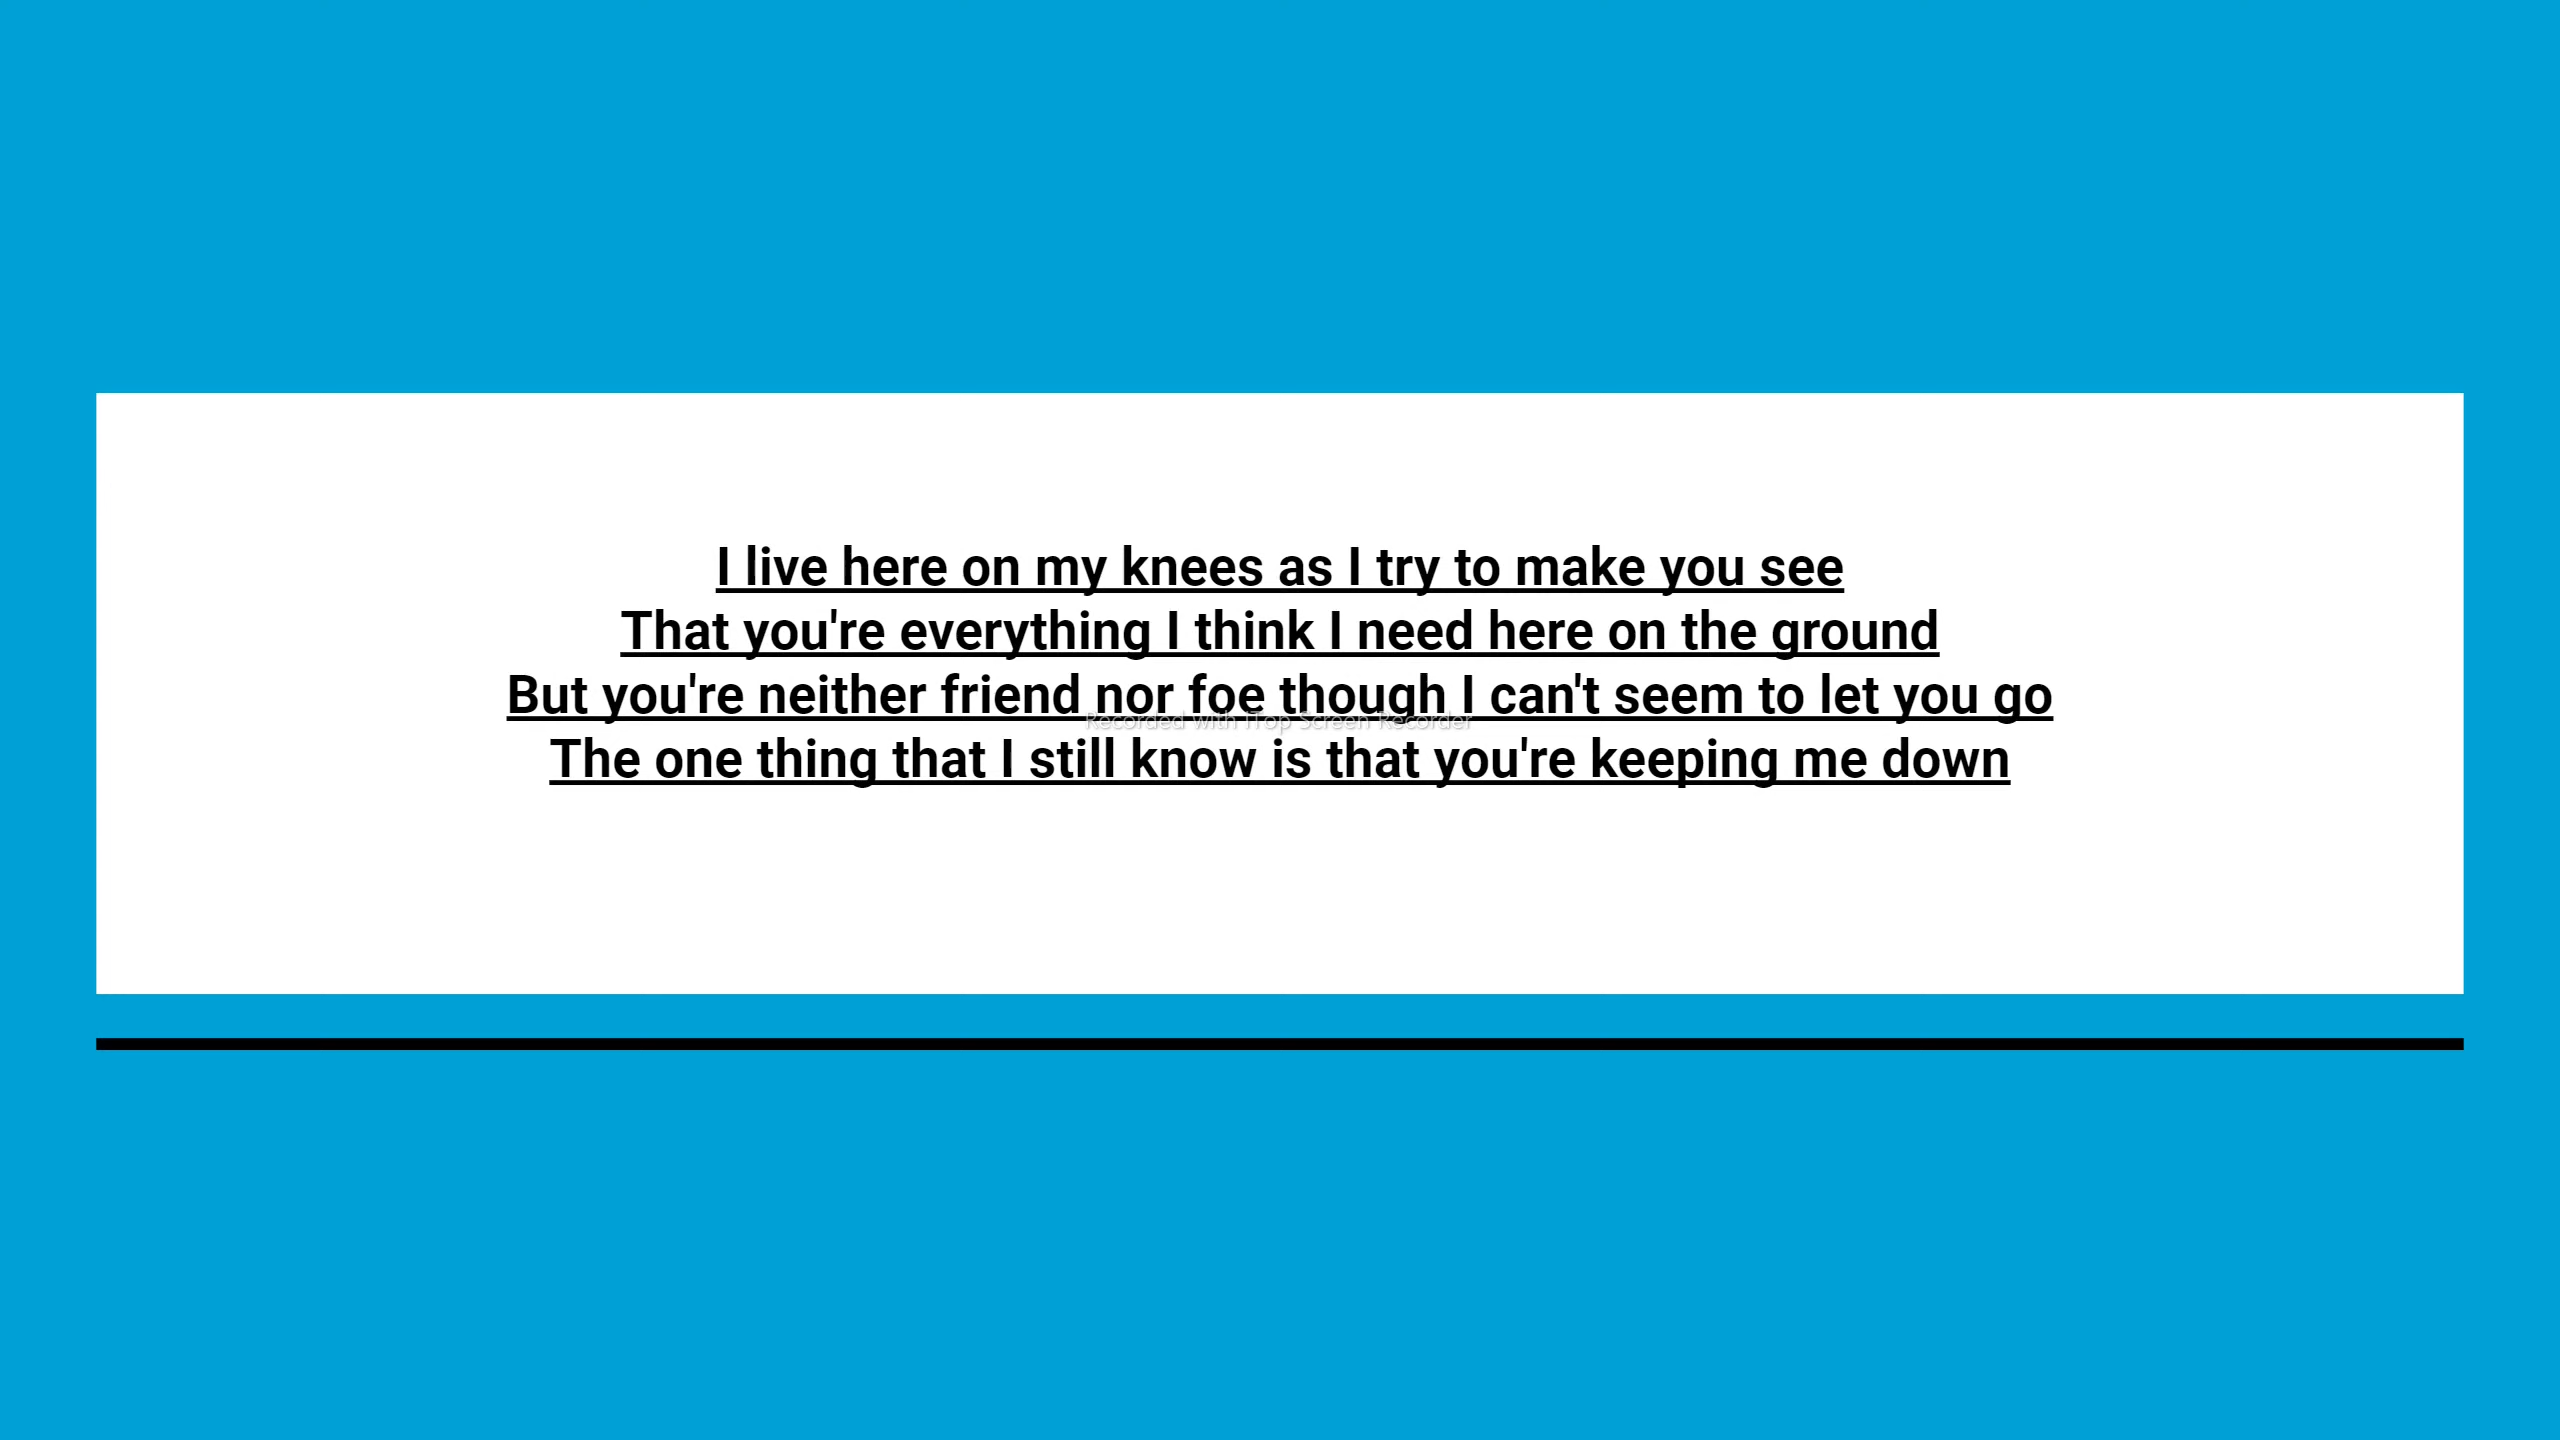 I live here on my knees as I try to make you see
That you're everything I think I need here on the ground
But you're neither friend nor foe though I can't seem to let you go
Recorded with iTop Screen Recorder
The one thing that I still know is that you're keeping me down